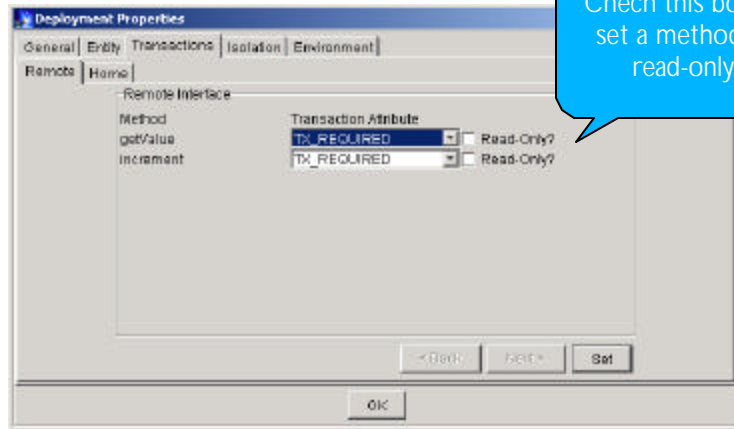 Deployment Properties
Chech this bo
set a method
read-only
General Entity Transactions Isolation Environment
Remote Home
Remote Interface
Method Transaction Attribute
getValue TX_REQUIRED Read-Only?
increment TX_REQUIRED Read-Only?
<Back Next> Set
OK